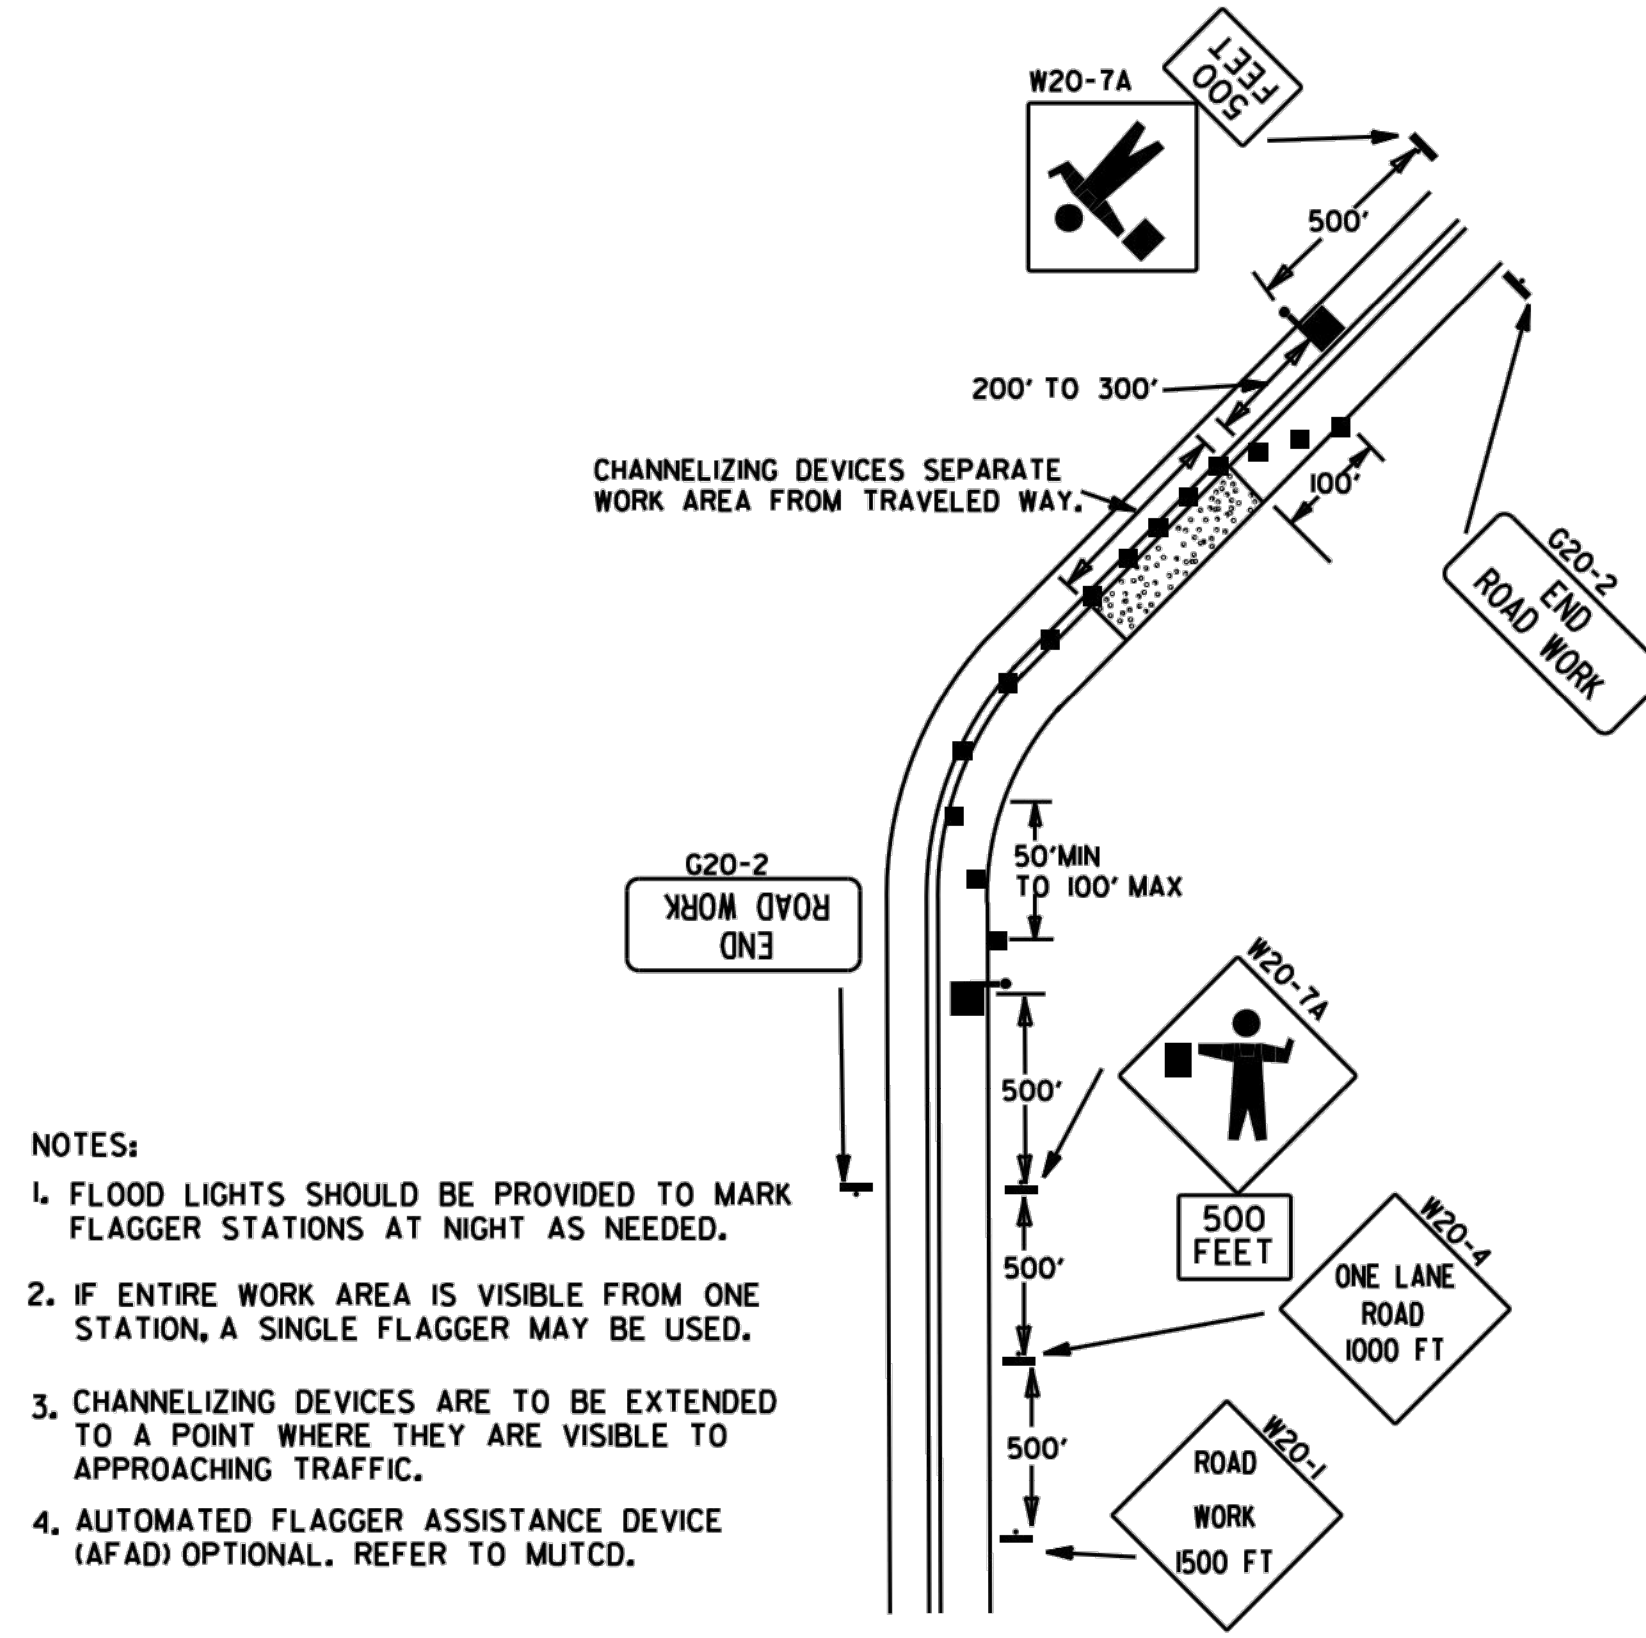 W20-7A
500
FEET
500'
200' TO 300'
CHANNELIZING DEVICES SEPARATE
WORK AREA FROM TRAVELED WAY.
100'
G20-2
END
ROAD WORK
50'MIN
TO 100' MAX
G20-2
END
ROAD WORK
W20-7A
500'
500
FEET
500'
W20-4
ONE LANE
ROAD
1000 FT
500'
W20-1
ROAD
WORK
1500 FT
NOTES:
1. FLOOD LIGHTS SHOULD BE PROVIDED TO MARK
FLAGGER STATIONS AT NIGHT AS NEEDED.
2. IF ENTIRE WORK AREA IS VISIBLE FROM ONE
STATION, A SINGLE FLAGGER MAY BE USED.
3. CHANNELIZING DEVICES ARE TO BE EXTENDED
TO A POINT WHERE THEY ARE VISIBLE TO
APPROACHING TRAFFIC.
4. AUTOMATED FLAGGER ASSISTANCE DEVICE
(AFAD) OPTIONAL. REFER TO MUTCD.